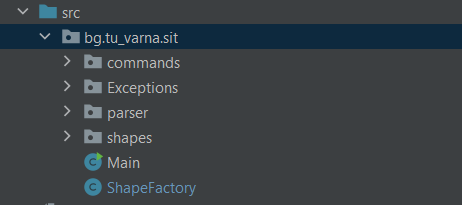 src
bg.tu_varna.sit
commands
Exceptions
parser
shapes
Main
ShapeFactory